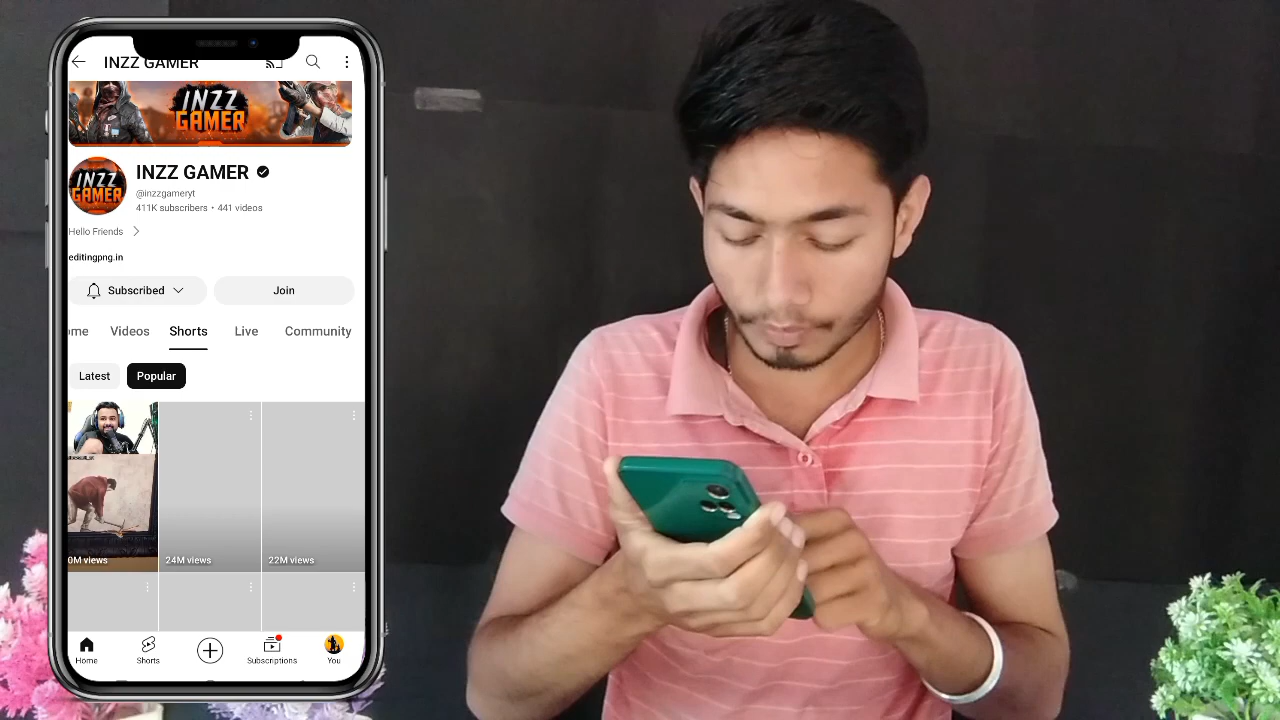 INZZ GAMER
INZZ
GAMER
INZZ
GAMER
INZZ GAMER
@inzzgameryt
411K subscribers • 441 videos
Hello Friends
editingpng.in
Subscribed
Join
me
Videos
Shorts
Live
Community
Latest
Popular
0M views
24M views
22M views
Home
Shorts
Subscriptions
You